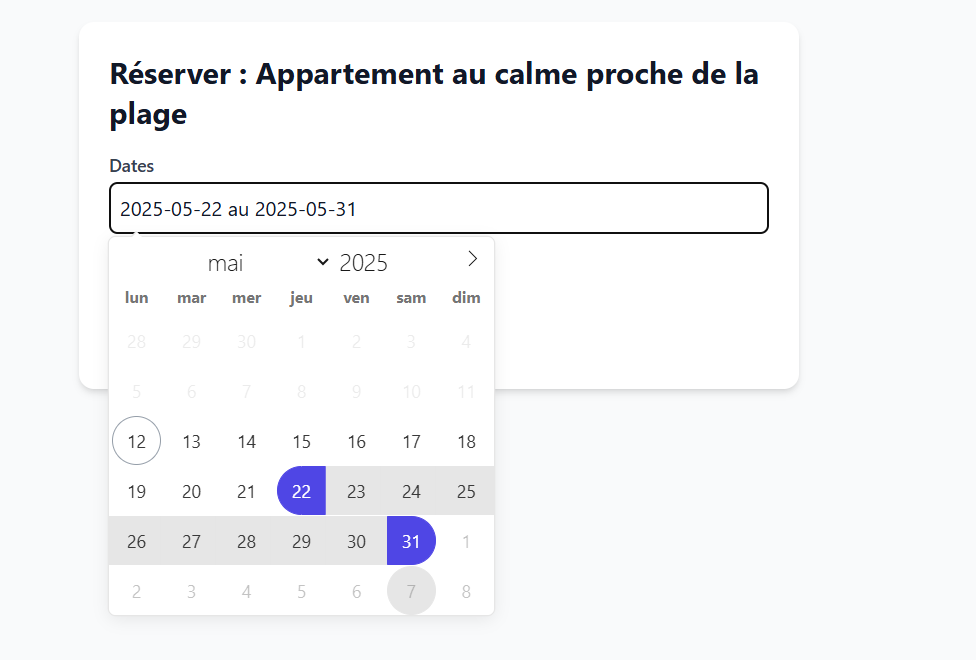 Réserver : Appartement au calme proche de la
plage
Dates
2025-05-22 au 2025-05-31
mai 2025
lun mar mer jeu ven sam dim
28 29 30 1 2 3 4
5 6 7 8 9 10 11
12 13 14 15 16 17 18
19 20 21 22 23 24 25
26 27 28 29 30 31 1
2 3 4 5 6 7 8